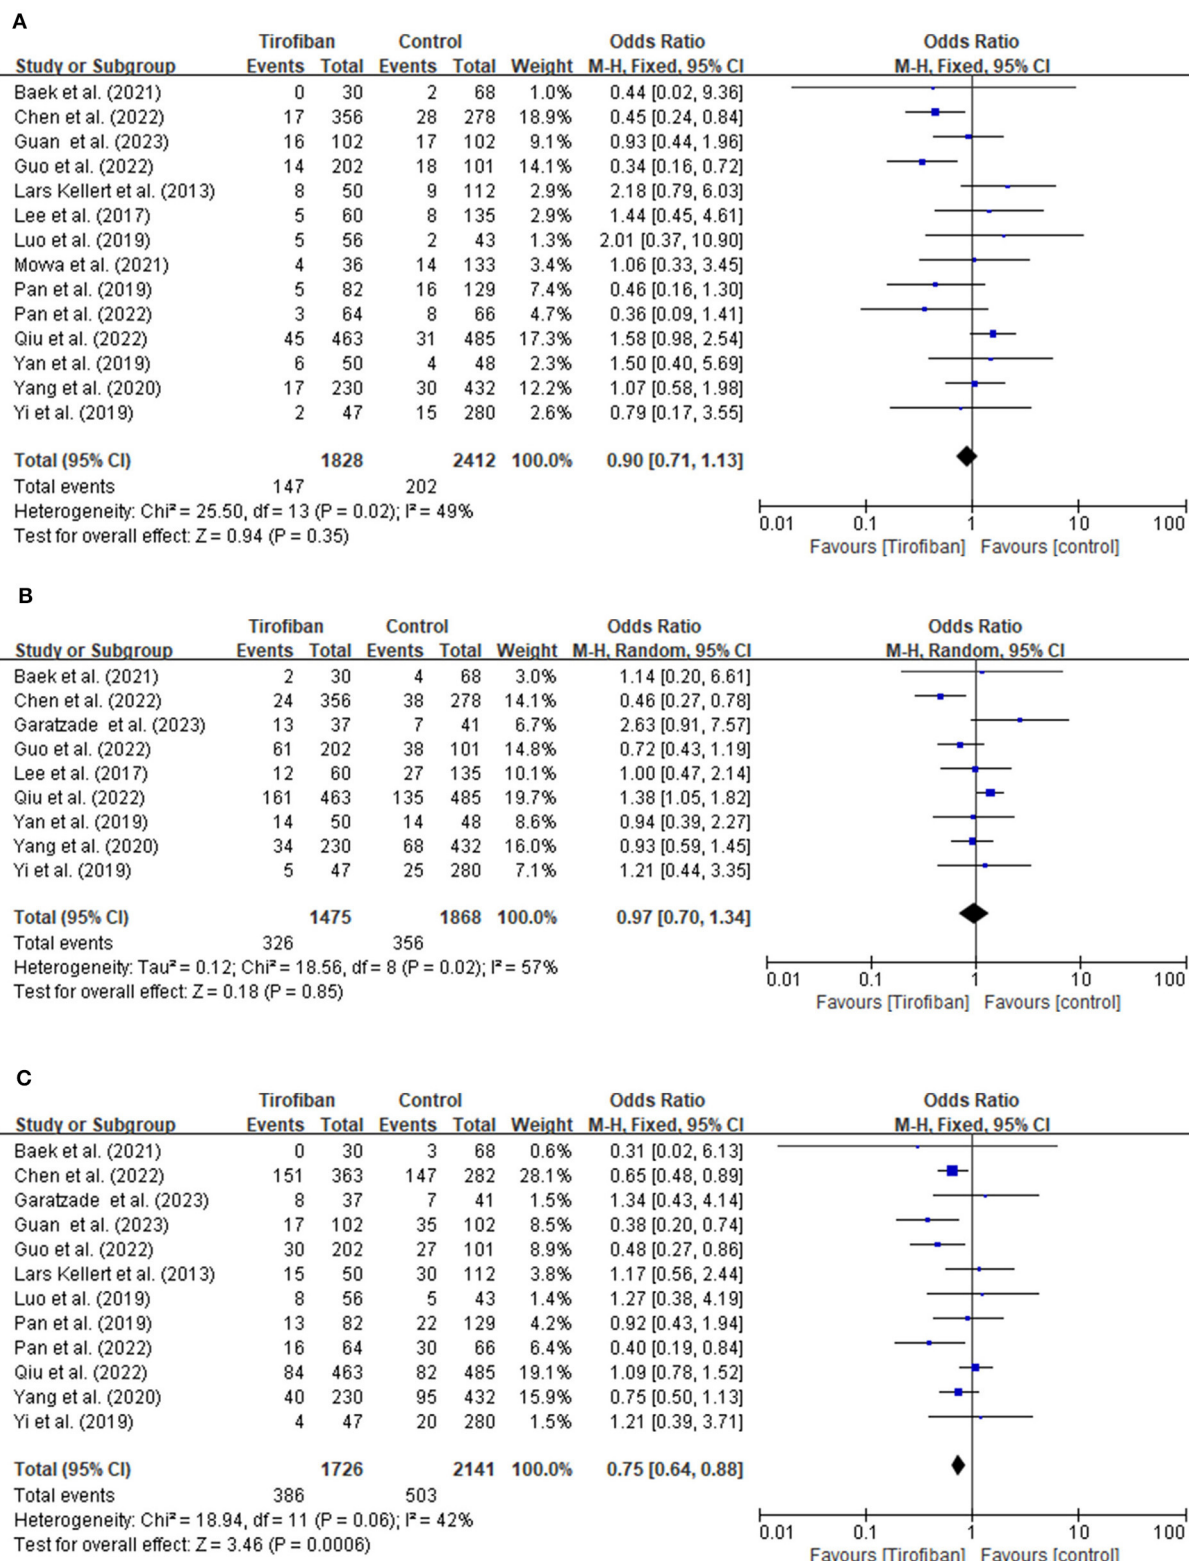 A
Tirofiban Control Odds Ratio Odds Ratio
Study or Subgroup Events Total Events Total Weight M-H, Fixed, 95% CI M-H, Fixed, 95% CI
Baek et al. (2021) 0 30 2 68 1.0% 0.44 [0.02, 9.36]
Chen et al. (2022) 17 356 28 278 18.9% 0.45 [0.24, 0.84]
Guan et al. (2023) 16 102 17 102 9.1% 0.93 [0.44, 1.96]
Guo et al. (2022) 14 202 18 101 14.1% 0.34 [0.16, 0.72]
Lars Kellert et al. (2013) 8 50 9 112 2.9% 2.18 [0.79, 6.03]
Lee et al. (2017) 5 60 8 135 2.9% 1.44 [0.45, 4.61]
Luo et al. (2019) 5 56 2 43 1.3% 2.01 [0.37, 10.90]
Mowa et al. (2021) 4 36 14 133 3.4% 1.06 [0.33, 3.45]
Pan et al. (2019) 5 82 16 129 7.4% 0.46 [0.16, 1.30]
Pan et al. (2022) 3 64 8 66 4.7% 0.36 [0.09, 1.41]
Qiu et al. (2022) 45 463 31 485 17.3% 1.58 [0.98, 2.54]
Yan et al. (2019) 6 50 4 48 2.3% 1.50 [0.40, 5.69]
Yang et al. (2020) 17 230 30 432 12.2% 1.07 [0.58, 1.98]
Yi et al. (2019) 2 47 15 280 2.6% 0.79 [0.17, 3.55]
Total (95% CI) 1828 2412 100.0% 0.90 [0.71, 1.13]
Total events 147 202
Heterogeneity: Chi² = 25.50, df = 13 (P = 0.02); I² = 49%
Test for overall effect: Z = 0.94 (P = 0.35)
0.01 0.1 1 10 100
Favours [Tirofiban] Favours [control]
B
Tirofiban Control Odds Ratio Odds Ratio
Study or Subgroup Events Total Events Total Weight M-H, Random, 95% CI M-H, Random, 95% CI
Baek et al. (2021) 2 30 4 68 3.0% 1.14 [0.20, 6.61]
Chen et al. (2022) 24 356 38 278 14.1% 0.46 [0.27, 0.78]
Garatzade et al. (2023) 13 37 7 41 6.7% 2.63 [0.91, 7.57]
Guo et al. (2022) 61 202 38 101 14.8% 0.72 [0.43, 1.19]
Lee et al. (2017) 12 60 27 135 10.1% 1.00 [0.47, 2.14]
Qiu et al. (2022) 161 463 135 485 19.7% 1.38 [1.05, 1.82]
Yan et al. (2019) 14 50 14 48 8.6% 0.94 [0.39, 2.27]
Yang et al. (2020) 34 230 68 432 16.0% 0.93 [0.59, 1.45]
Yi et al. (2019) 5 47 25 280 7.1% 1.21 [0.44, 3.35]
Total (95% CI) 1475 1868 100.0% 0.97 [0.70, 1.34]
Total events 326 356
Heterogeneity: Tau² = 0.12; Chi² = 18.56, df = 8 (P = 0.02); I² = 57%
Test for overall effect: Z = 0.18 (P = 0.85)
0.01 0.1 1 10 100
Favours [Tirofiban] Favours [control]
C
Tirofiban Control Odds Ratio Odds Ratio
Study or Subgroup Events Total Events Total Weight M-H, Fixed, 95% CI M-H, Fixed, 95% CI
Baek et al. (2021) 0 30 3 68 0.6% 0.31 [0.02, 6.13]
Chen et al. (2022) 151 363 147 282 28.1% 0.65 [0.48, 0.89]
Garatzade et al. (2023) 8 37 7 41 1.5% 1.34 [0.43, 4.14]
Guan et al. (2023) 17 102 35 102 8.5% 0.38 [0.20, 0.74]
Guo et al. (2022) 30 202 27 101 8.9% 0.48 [0.27, 0.86]
Lars Kellert et al. (2013) 15 50 30 112 3.8% 1.17 [0.56, 2.44]
Luo et al. (2019) 8 56 5 43 1.4% 1.27 [0.38, 4.19]
Pan et al. (2019) 13 82 22 129 4.2% 0.92 [0.43, 1.94]
Pan et al. (2022) 16 64 30 66 6.4% 0.40 [0.19, 0.84]
Qiu et al. (2022) 84 463 82 485 19.1% 1.09 [0.78, 1.52]
Yang et al. (2020) 40 230 95 432 15.9% 0.75 [0.50, 1.13]
Yi et al. (2019) 4 47 20 280 1.5% 1.21 [0.39, 3.71]
Total (95% CI) 1726 2141 100.0% 0.75 [0.64, 0.88]
Total events 386 503
Heterogeneity: Chi² = 18.94, df = 11 (P = 0.06); I² = 42%
Test for overall effect: Z = 3.46 (P = 0.0006)
0.01 0.1 1 10 100
Favours [Tirofiban] Favours [control]